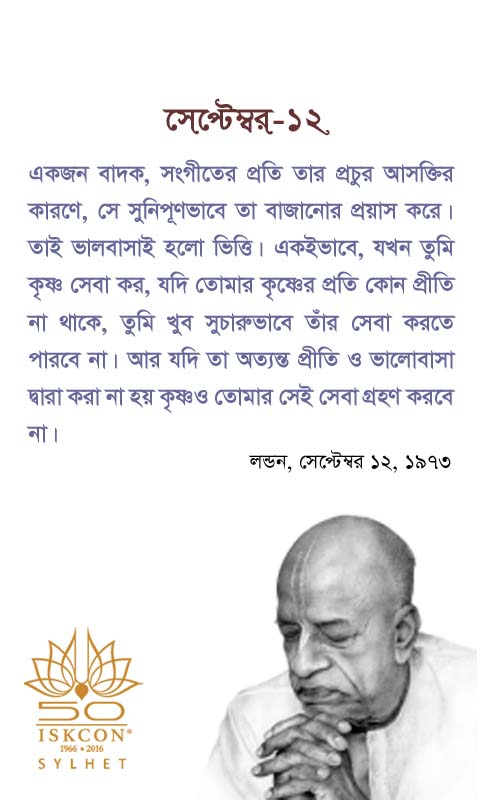 সেপ্টেম্বর-১২
একজন বাদক, সংগীতের প্রতি তার প্রচুর আসক্তির
কারণে, সে সুনিপূণভাবে তা বাজানোর প্রয়াস করে।
তাই ভালবাসাই হলো ভিত্তি। একইভাবে, যখন তুমি
কৃষ্ণ সেবা কর, যদি তোমার কৃষ্ণের প্রতি কোন প্রীতি
না থাকে, তুমি খুব সুচারুভাবে তাঁর সেবা করতে
পারবে না। আর যদি তা অত্যন্ত প্রীতি ও ভালোবাসা
দ্বারা করা না হয় কৃষ্ণও তোমার সেই সেবা গ্রহণ করবে
না।
লন্ডন, সেপ্টেম্বর ১২, ১৯৭৩
50
ISKCON®
1966 • 2016
SYLHET